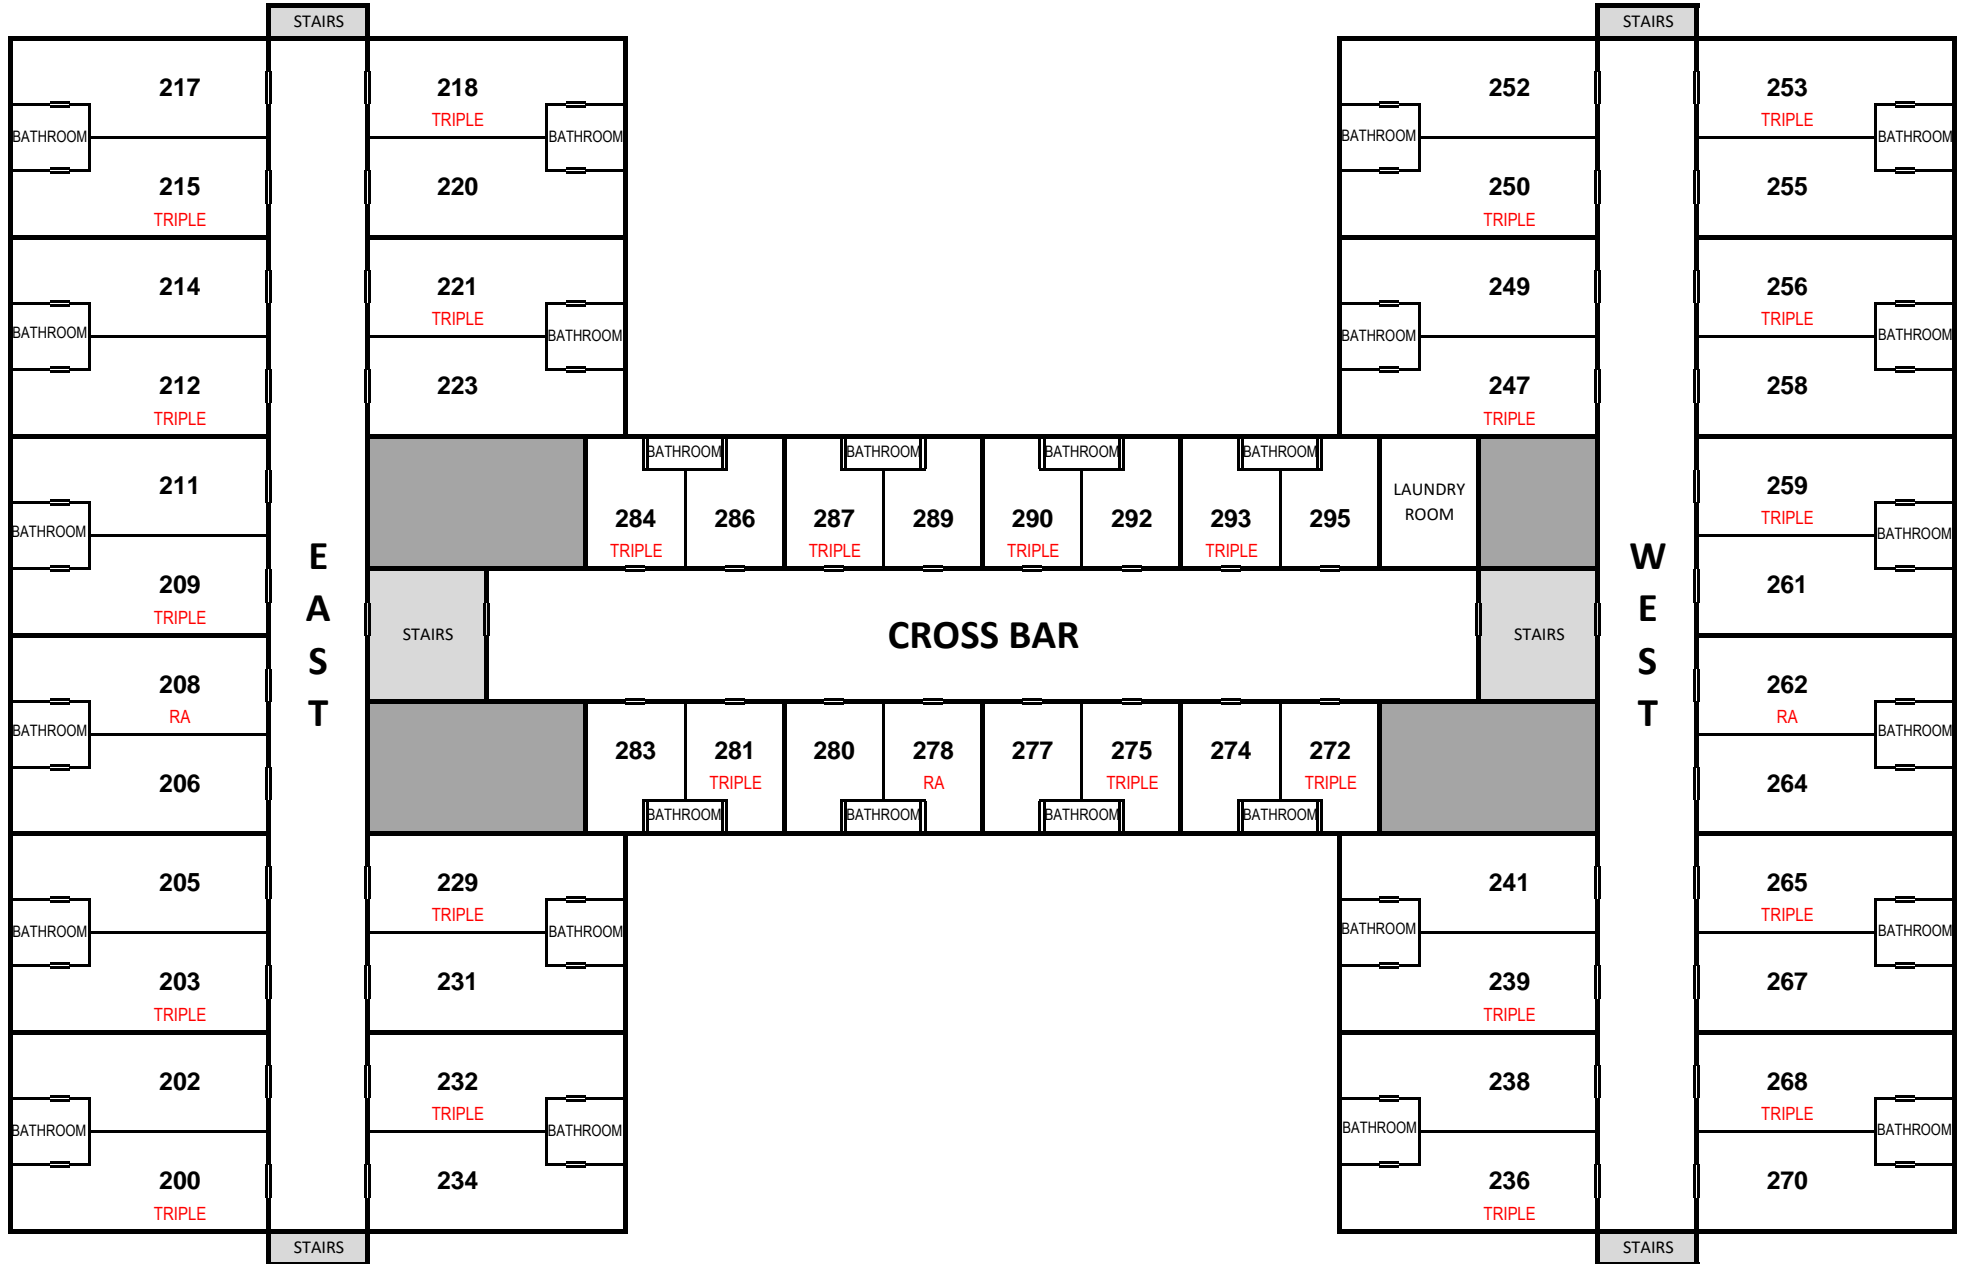 STAIRS
STAIRS
217
218
252
253
TRIPLE
TRIPLE
BATHROOM
BATHROOM
BATHROOM
BATHROOM
215
220
250
255
TRIPLE
TRIPLE
214
221
249
256
TRIPLE
TRIPLE
BATHROOM
BATHROOM
BATHROOM
BATHROOM
212
223
247
258
TRIPLE
TRIPLE
BATHROOM
BATHROOM
BATHROOM
BATHROOM
211
259
LAUNDRY
ROOM
284
286
287
289
290
292
293
295
TRIPLE
TRIPLE
TRIPLE
TRIPLE
TRIPLE
BATHROOM
BATHROOM
209
261
TRIPLE
E
A
S
T
STAIRS
CROSS BAR
STAIRS
W
E
S
T
208
262
RA
RA
BATHROOM
BATHROOM
283
281
280
278
277
275
274
272
TRIPLE
RA
TRIPLE
TRIPLE
206
264
BATHROOM
BATHROOM
BATHROOM
BATHROOM
205
229
241
265
TRIPLE
TRIPLE
BATHROOM
BATHROOM
BATHROOM
BATHROOM
203
231
239
267
TRIPLE
TRIPLE
202
232
238
268
TRIPLE
TRIPLE
BATHROOM
BATHROOM
BATHROOM
BATHROOM
200
234
236
270
TRIPLE
TRIPLE
STAIRS
STAIRS